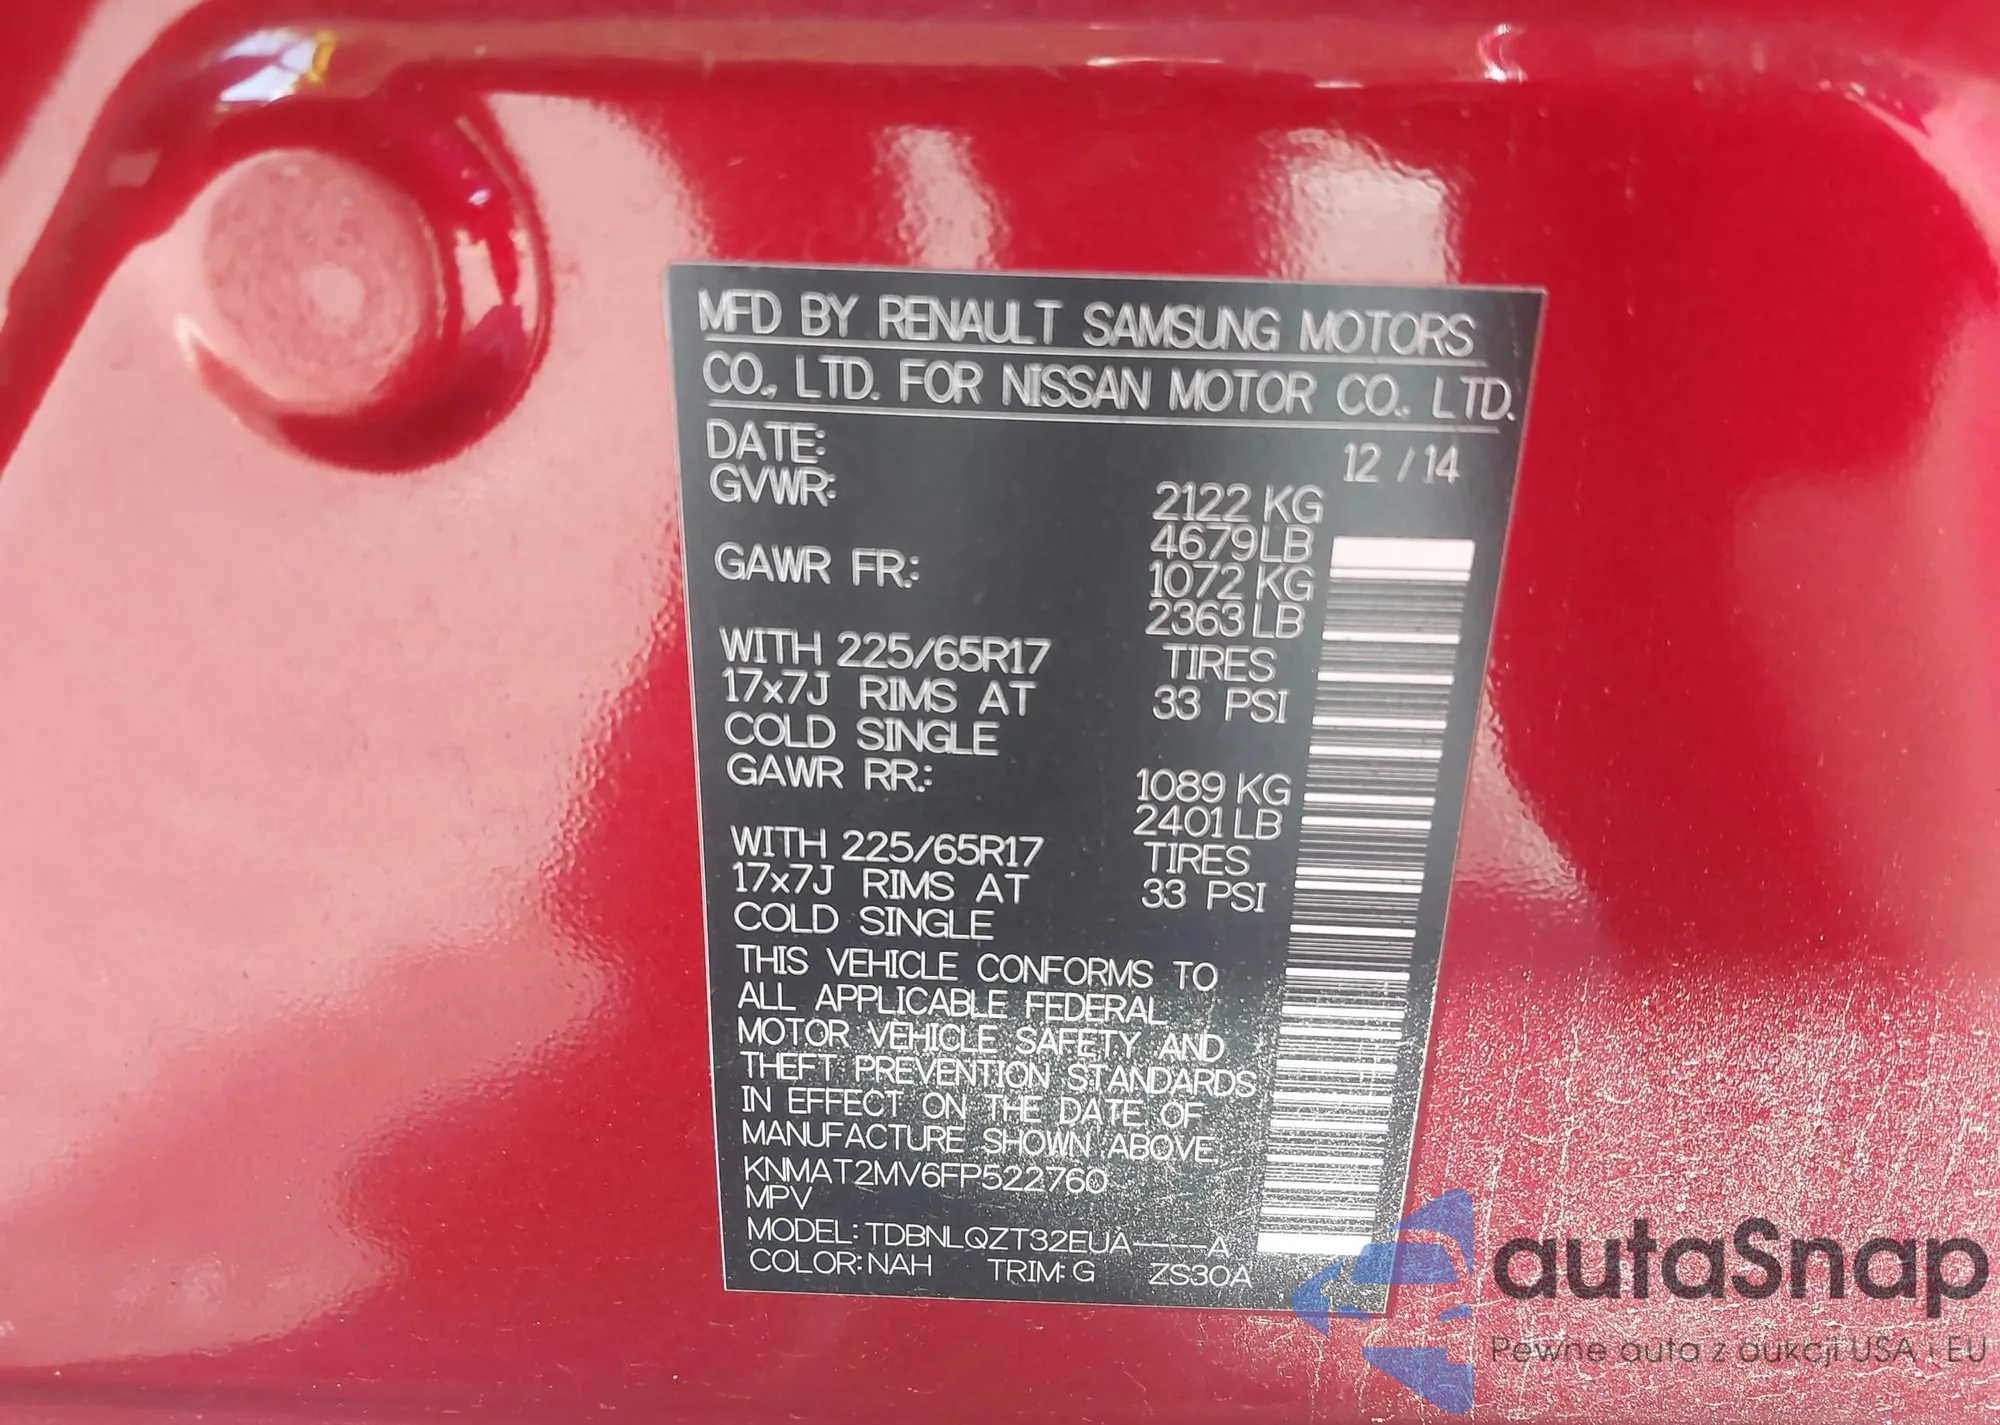 MFD BY RENAULT SAMSUNG MOTORS
CO., LTD. FOR NISSAN MOTOR CO., LTD.
DATE: 12 / 14
GVWR: 2122 KG
4679 LB
GAWR FR.: 1072 KG
2363 LB
WITH 225/65R17 TIRES
17x7J RIMS AT 33 PSI
COLD SINGLE
GAWR RR.: 1089 KG
2401 LB
WITH 225/65R17 TIRES
17x7J RIMS AT 33 PSI
COLD SINGLE
THIS VEHICLE CONFORMS TO
ALL APPLICABLE FEDERAL
MOTOR VEHICLE SAFETY AND
THEFT PREVENTION STANDARDS
IN EFFECT ON THE DATE OF
MANUFACTURE SHOWN ABOVE
KNMAT2MV6FP522760
MPV
MODEL: TDBNLQZT32EUA----A
COLOR: NAH TRIM: G ZS30A
autaSnap
Pewne auta z aukcji USA i EU